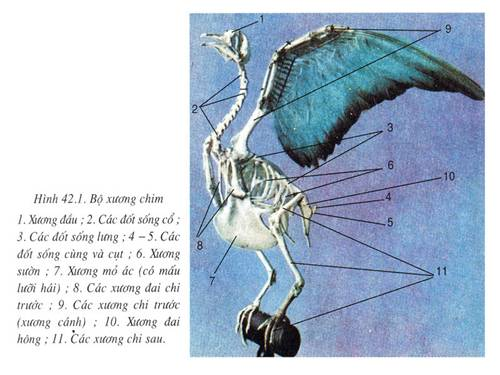 Hình 42.1. Bộ xương chim
1. Xương đầu ; 2. Các đốt sống cổ ;
3. Các đốt sống lưng ; 4 – 5. Các
đốt sống cùng và cụt ; 6. Xương
sườn ; 7. Xương mỏ ác (có mấu
lưỡi hái) ; 8. Các xương đai chi
trước ; 9. Các xương chi trước
(xương cánh) ; 10. Xương đai
hông ; 11. Các xương chi sau.
1
9
2
3
6
10
4
5
8
7
11